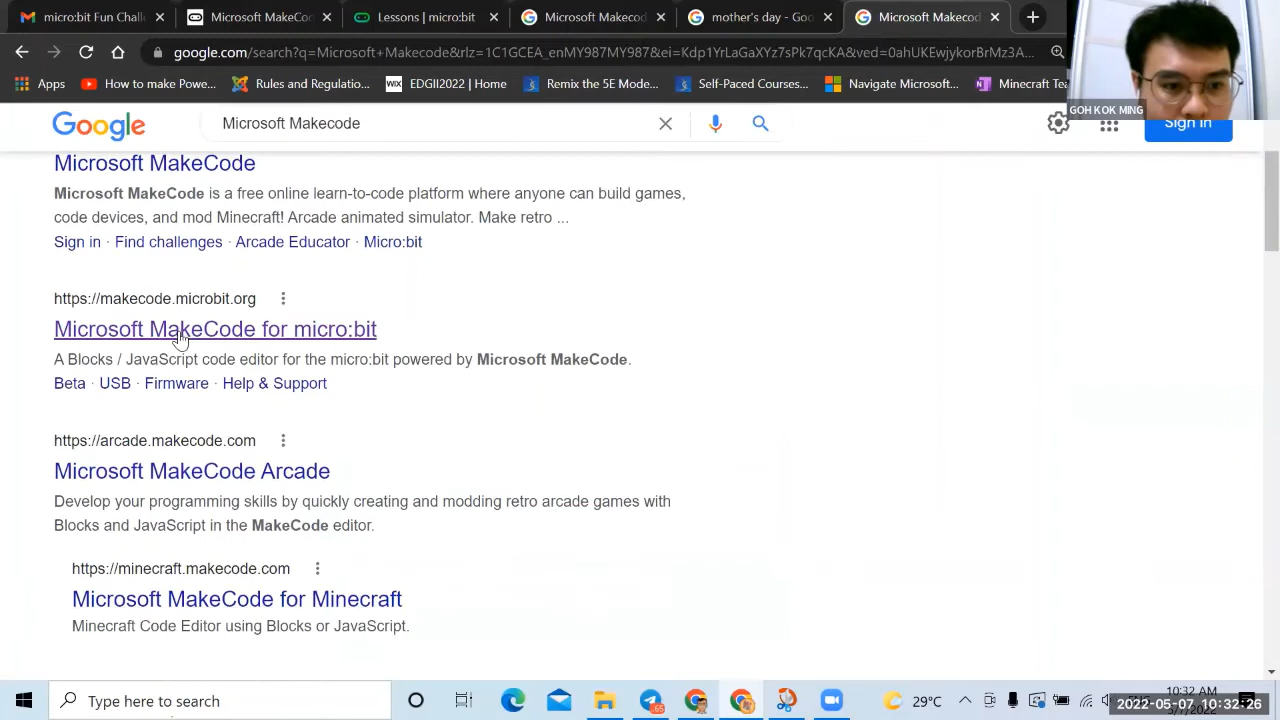 micro:bit Fun Chall
Microsoft MakeCode
Lessons | micro:bit
Microsoft Makecod
mother's day - Goo
Microsoft Makecod
google.com/search?q=Microsoft+Makecode&rlz=1C1GCEA_enMY987MY987&ei=Kdp1YrLaGaXYz7sPk7qcKA&ved=0ahUKEwjykorBrMz3A...
Apps
How to make Powe...
Rules and Regulatio...
WIX
EDGII2022 | Home
Remix the 5E Mode...
Self-Paced Courses...
Navigate Microsoft...
Minecraft Tea
GOH KOK MING
Google
Microsoft Makecode
Sign in
Microsoft MakeCode
Microsoft MakeCode is a free online learn-to-code platform where anyone can build games,
code devices, and mod Minecraft! Arcade animated simulator. Make retro ...
Sign in · Find challenges · Arcade Educator · Micro:bit
https://makecode.microbit.org
Microsoft MakeCode for micro:bit
A Blocks / JavaScript code editor for the micro:bit powered by Microsoft MakeCode.
Beta · USB · Firmware · Help & Support
https://arcade.makecode.com
Microsoft MakeCode Arcade
Develop your programming skills by quickly creating and modding retro arcade games with
Blocks and JavaScript in the MakeCode editor.
https://minecraft.makecode.com
Microsoft MakeCode for Minecraft
Minecraft Code Editor using Blocks or JavaScript.
Type here to search
65
29°C
10:32 AM
2022-05-07 10:32:26